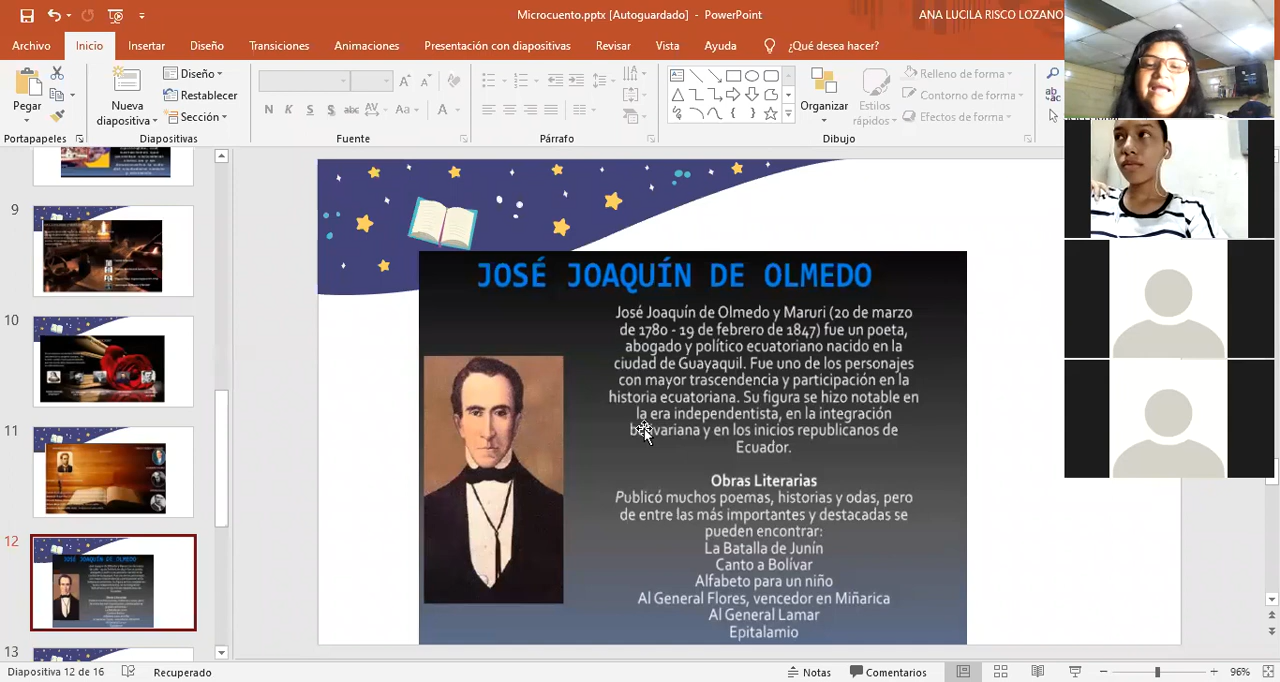 Microcuento.pptx [Autoguardado] - PowerPoint
ANA LUCILA RISCO LOZANO
Archivo
Inicio
Insertar
Diseño
Transiciones
Animaciones
Presentación con diapositivas
Revisar
Vista
Ayuda
¿Qué desea hacer?
Pegar
Nueva diapositiva
Diseño
Restablecer
Sección
N K S S abc AV Aa A
Organizar
Estilos rápidos
Relleno de forma
Contorno de forma
Efectos de forma
Portapapeles
Diapositivas
Fuente
Párrafo
Dibujo
9
10
11
12
13
JOSÉ JOAQUÍN DE OLMEDO
José Joaquín de Olmedo y Maruri (20 de marzo
de 1780 - 19 de febrero de 1847) fue un poeta,
abogado y político ecuatoriano nacido en la
ciudad de Guayaquil. Fue uno de los personajes
con mayor trascendencia y participación en la
historia ecuatoriana. Su figura se hizo notable en
la era independentista, en la integración
bolivariana y en los inicios republicanos de
Ecuador.
Obras Literarias
Publicó muchos poemas, historias y odas, pero
de entre las más importantes y destacadas se
pueden encontrar:
La Batalla de Junín
Canto a Bolívar
Alfabeto para un niño
Al General Flores, vencedor en Miñarica
Al General Lamar
Epitalamio
Diapositiva 12 de 16
Recuperado
Notas
Comentarios
96%